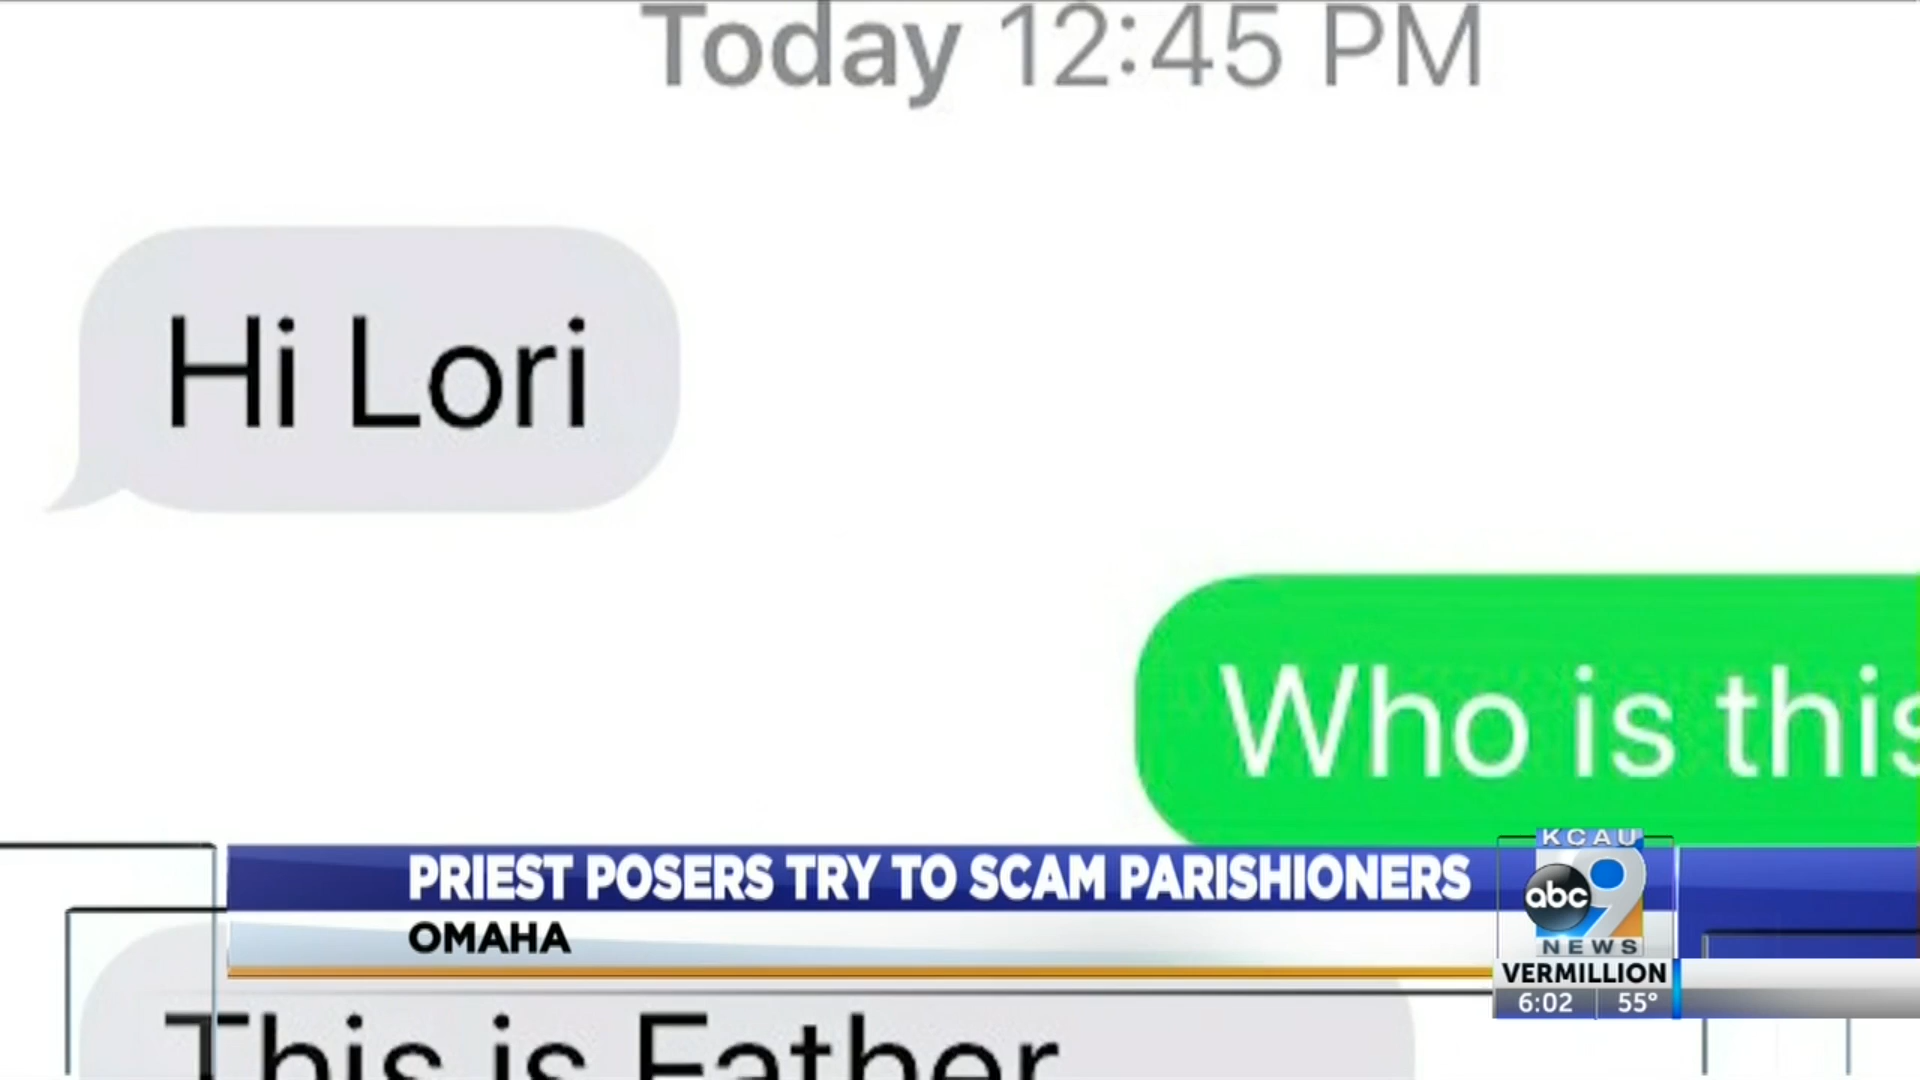 Today 12:45 PM
Hi Lori
Who is this
PRIEST POSERS TRY TO SCAM PARISHIONERS
OMAHA
KCAU
abc 9
NEWS
VERMILLION
6:02 55°
This is Father